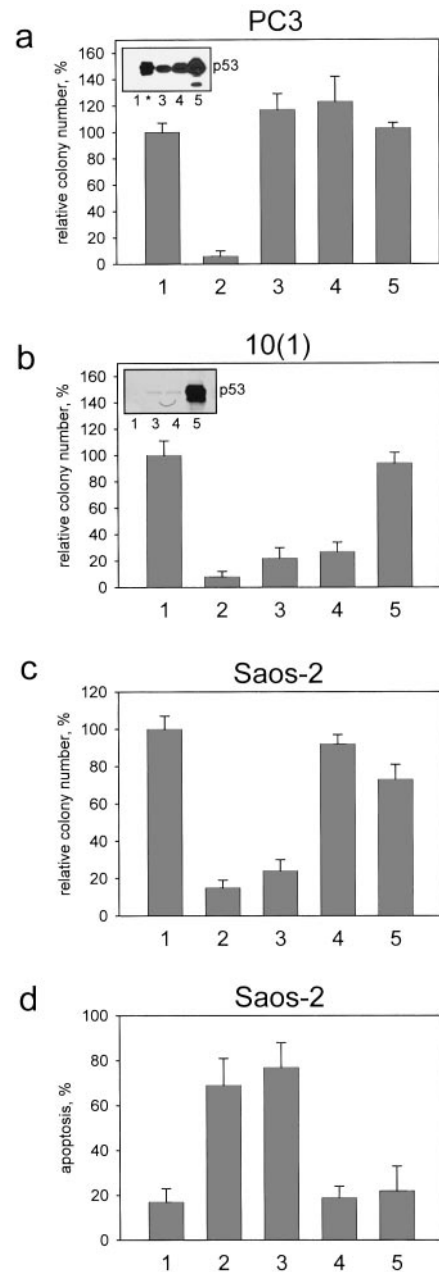 a
PC3
relative colony number, %
160
140
120
100
80
60
40
20
0
p53
1 * 3 4 5
1 2 3 4 5
b
10(1)
relative colony number, %
160
140
120
100
80
60
40
20
0
p53
1 3 4 5
1 2 3 4 5
c
Saos-2
relative colony number, %
120
100
80
60
40
20
0
1 2 3 4 5
d
Saos-2
apoptosis, %
100
80
60
40
20
0
1 2 3 4 5